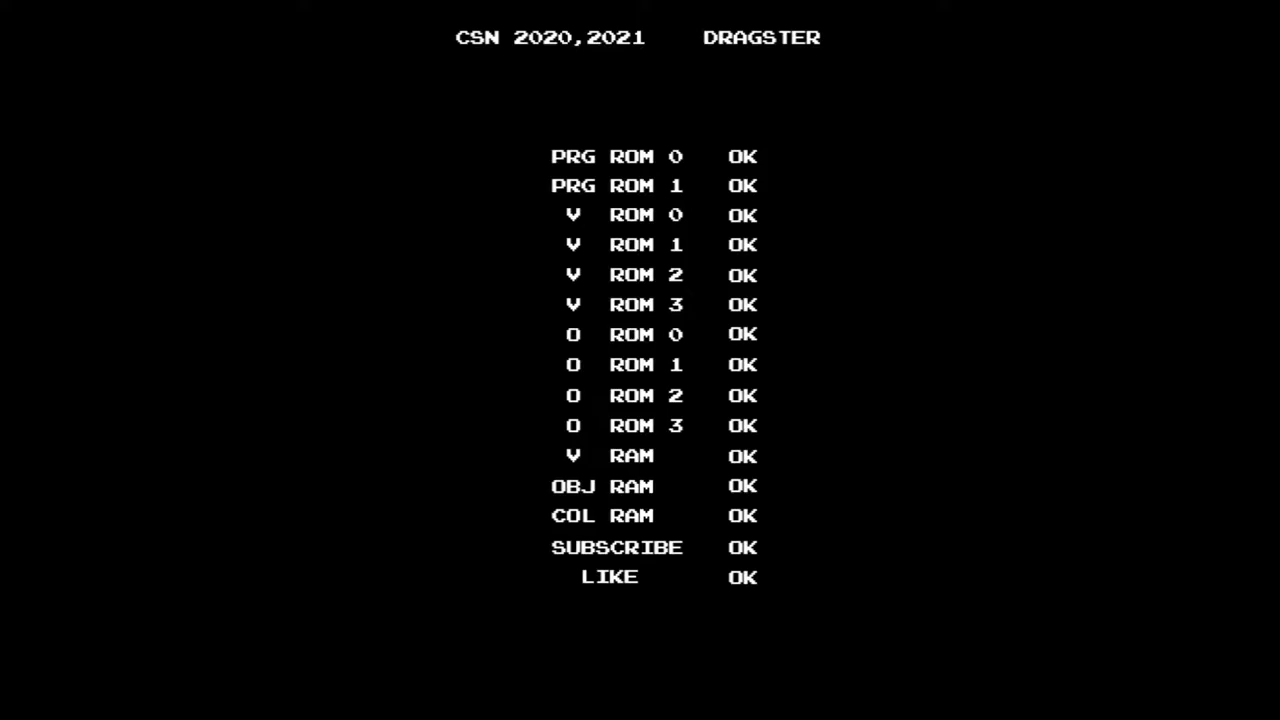 CSN 2020,2021 DRAGSTER
PRG ROM 0 OK
PRG ROM 1 OK
V ROM 0 OK
V ROM 1 OK
V ROM 2 OK
V ROM 3 OK
O ROM 0 OK
O ROM 1 OK
O ROM 2 OK
O ROM 3 OK
V RAM OK
OBJ RAM OK
COL RAM OK
SUBSCRIBE OK
LIKE OK